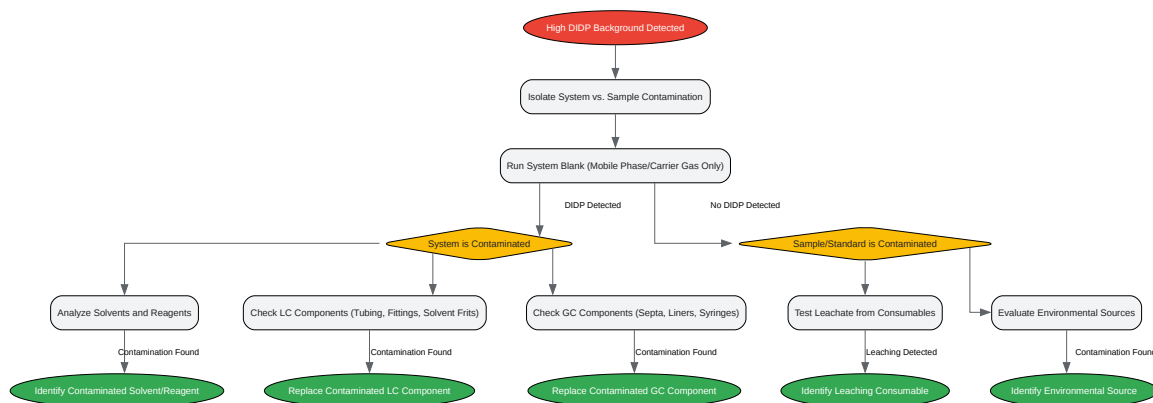 High DIDP Background Detected
Isolate System vs. Sample Contamination
Run System Blank (Mobile Phase/Carrier Gas Only)
DIDP Detected
No DIDP Detected
System is Contaminated
Sample/Standard is Contaminated
Analyze Solvents and Reagents
Check LC Components (Tubing, Fittings, Solvent Frits)
Check GC Components (Septa, Liners, Syringes)
Test Leachate from Consumables
Evaluate Environmental Sources
Contamination Found
Contamination Found
Contamination Found
Leaching Detected
Contamination Found
Identify Contaminated Solvent/Reagent
Replace Contaminated LC Component
Replace Contaminated GC Component
Identify Leaching Consumable
Identify Environmental Source